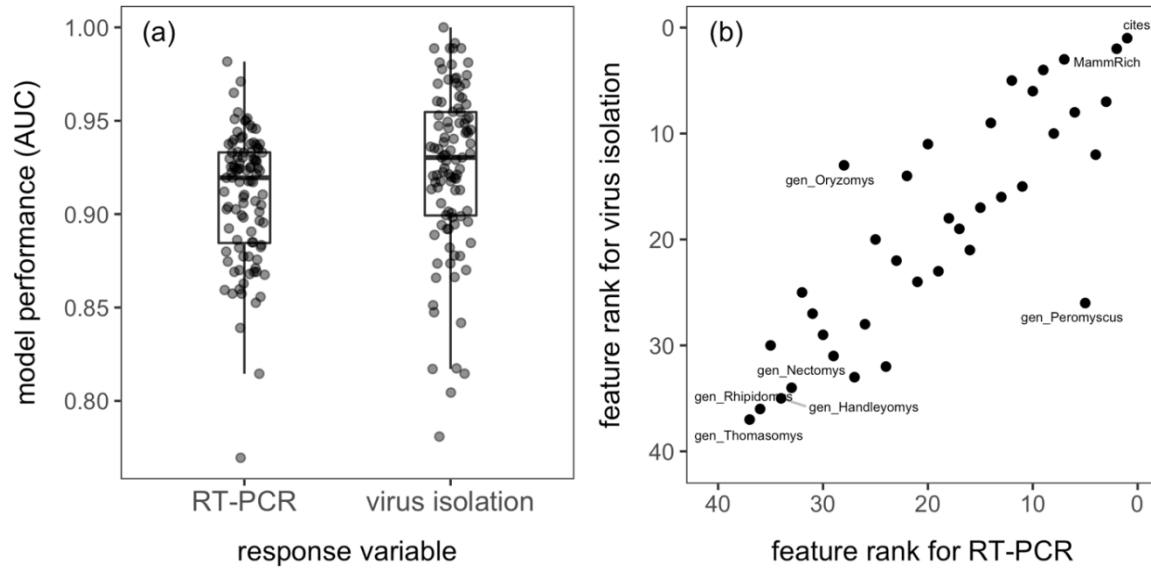 (a)
model performance (AUC)
1.00
0.95
0.90
0.85
0.80
RT-PCR
virus isolation
response variable
(b)
feature rank for virus isolation
0
10
20
30
40
cites
MammRich
gen_Oryzomys
gen_Peromyscus
gen_Nectomys
gen_Rhipidomys
gen_Handleyomys
gen_Thomasomys
40
30
20
10
0
feature rank for RT-PCR